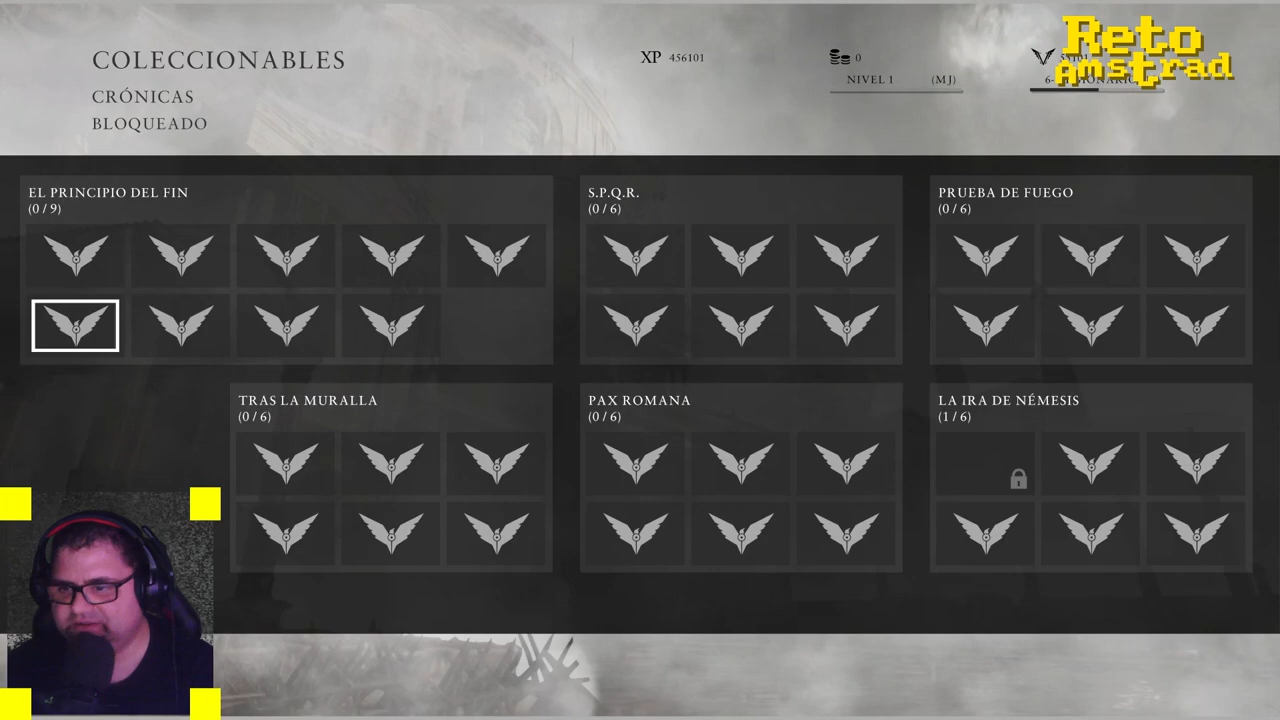 COLECCIONABLES
CRÓNICAS
BLOQUEADO
XP 456101
0
NIVEL 1 (MJ)
Reto
Amstrad
EL PRINCIPIO DEL FIN
(0 / 9)
S.P.Q.R.
(0 / 6)
PRUEBA DE FUEGO
(0 / 6)
TRAS LA MURALLA
(0 / 6)
PAX ROMANA
(0 / 6)
LA IRA DE NÉMESIS
(1 / 6)